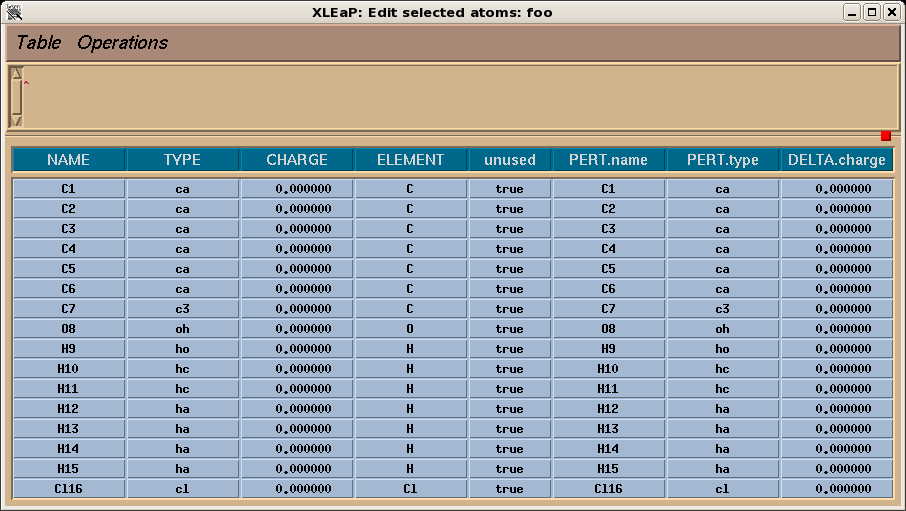 XLEaP: Edit selected atoms: foo
Table Operations
NAME TYPE CHARGE ELEMENT unused PERT.name PERT.type DELTA.charge
C1 ca 0.000000 C true C1 ca 0.000000
C2 ca 0.000000 C true C2 ca 0.000000
C3 ca 0.000000 C true C3 ca 0.000000
C4 ca 0.000000 C true C4 ca 0.000000
C5 ca 0.000000 C true C5 ca 0.000000
C6 ca 0.000000 C true C6 ca 0.000000
C7 c3 0.000000 C true C7 c3 0.000000
O8 oh 0.000000 O true O8 oh 0.000000
H9 ho 0.000000 H true H9 ho 0.000000
H10 hc 0.000000 H true H10 hc 0.000000
H11 hc 0.000000 H true H11 hc 0.000000
H12 ha 0.000000 H true H12 ha 0.000000
H13 ha 0.000000 H true H13 ha 0.000000
H14 ha 0.000000 H true H14 ha 0.000000
H15 ha 0.000000 H true H15 ha 0.000000
Cl16 cl 0.000000 Cl true Cl16 cl 0.000000